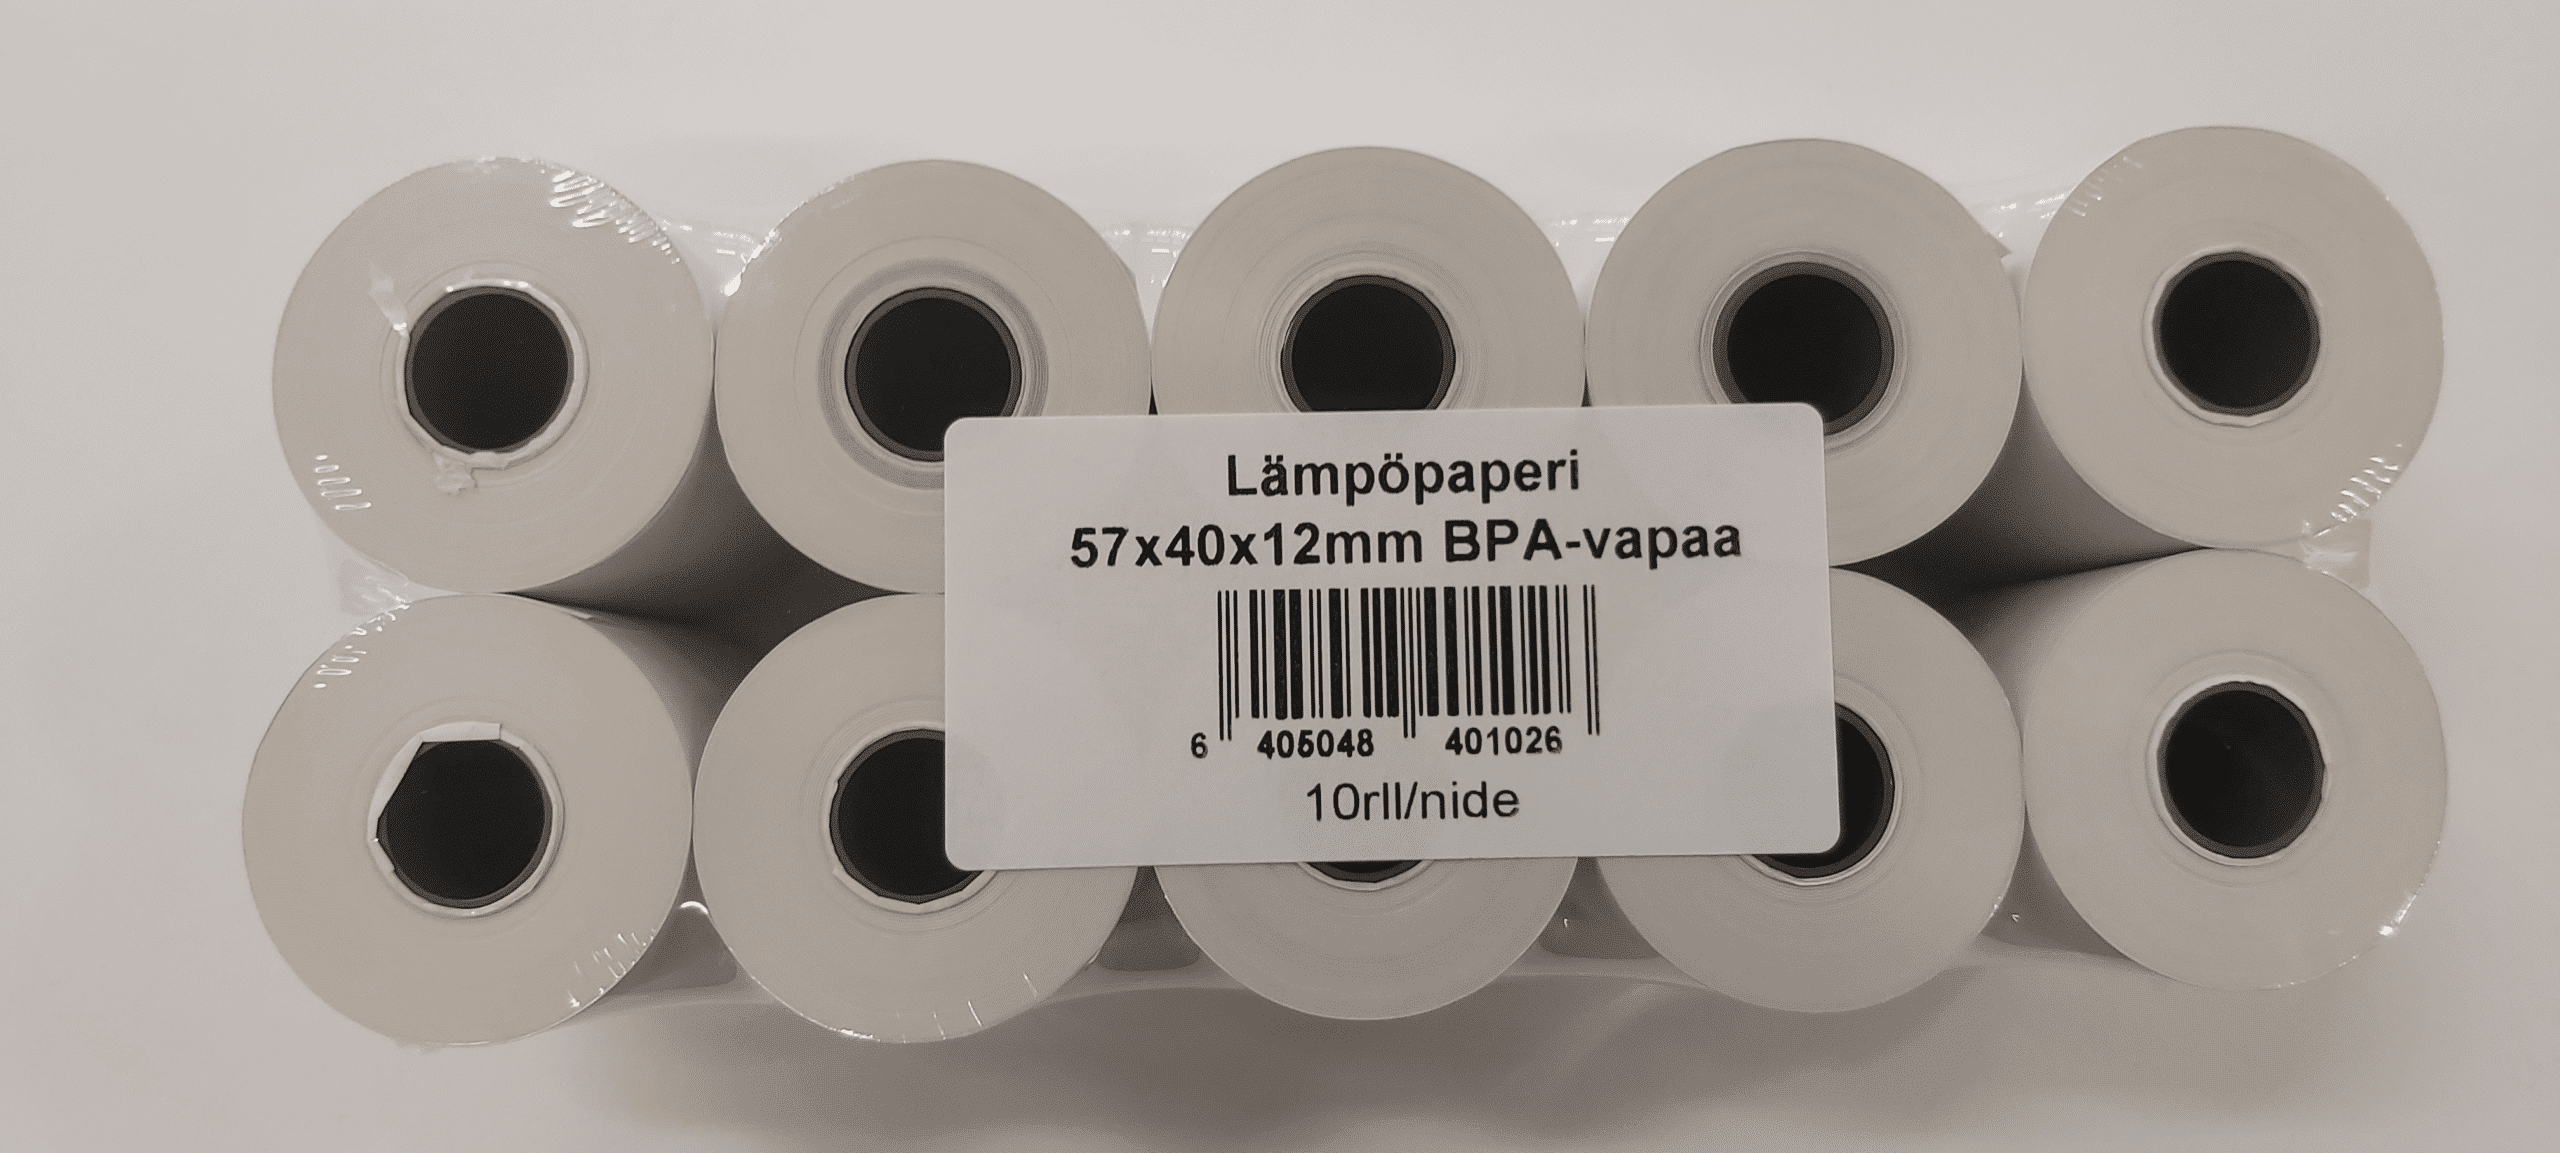 Lämpöpaperi
57x40x12mm BPA-vapaa
6 405048 401026
10rll/nide